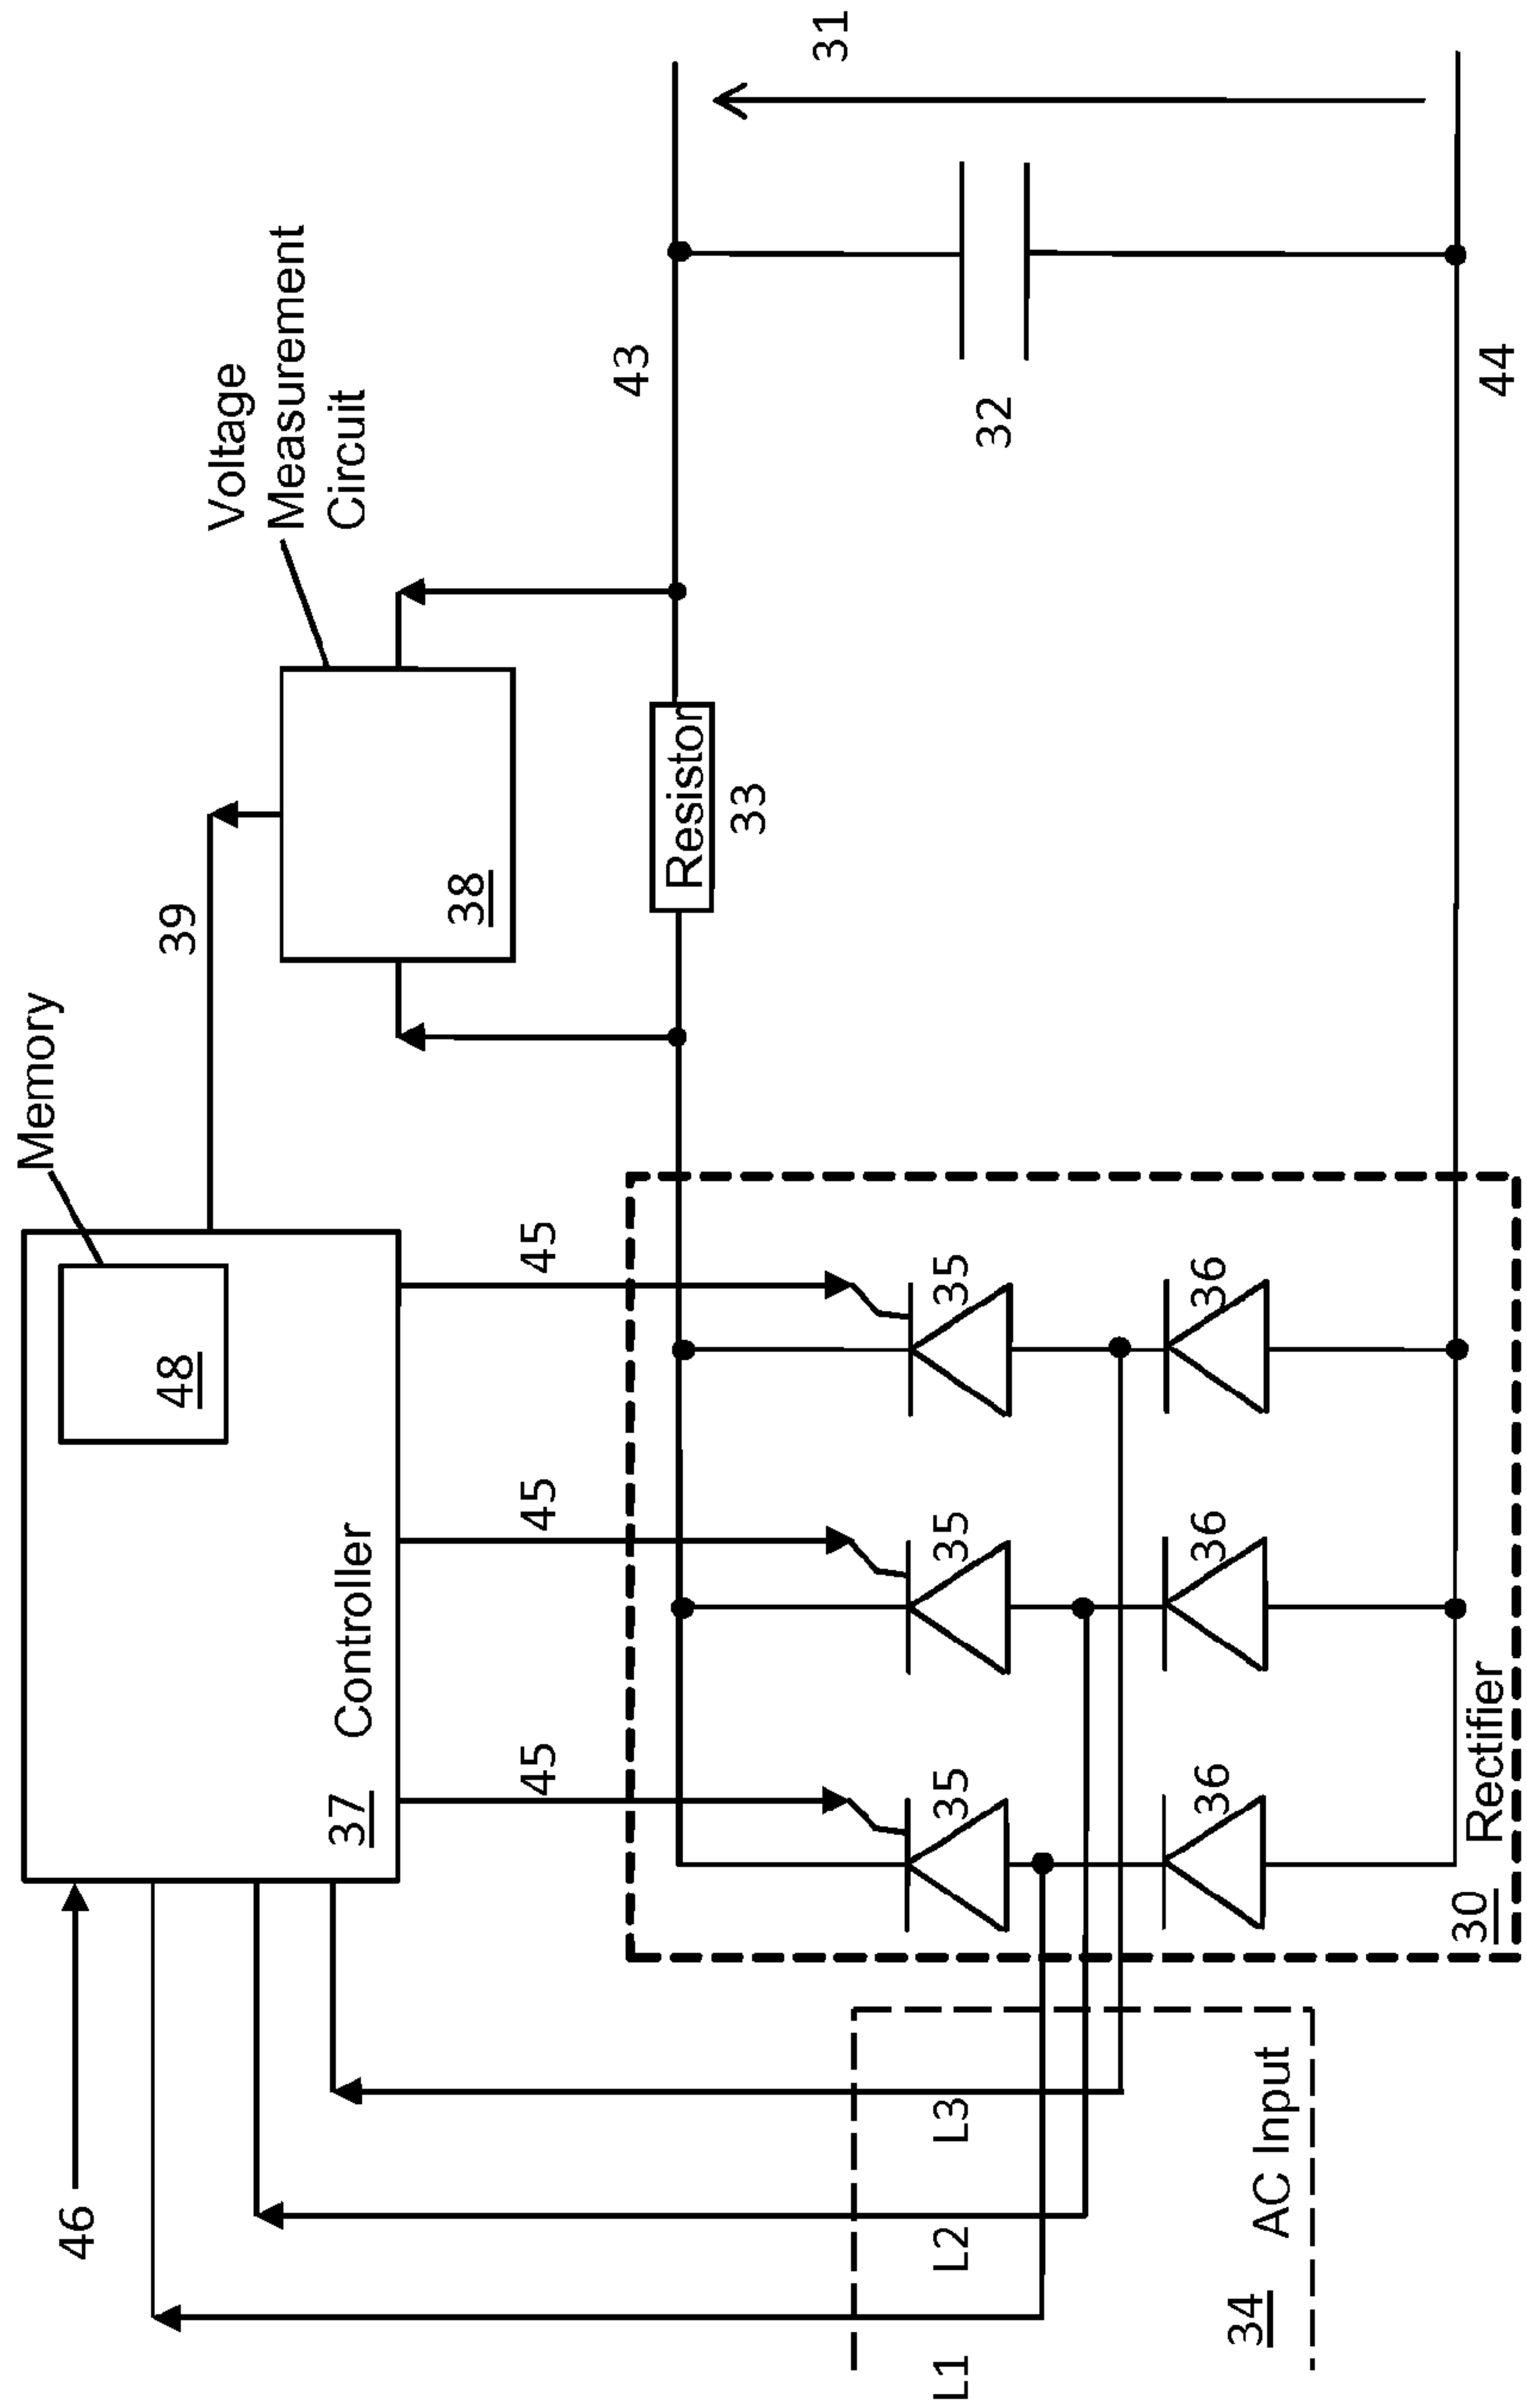 46
37
Controller
48
Memory
39
Voltage
Measurement
Circuit
38
45
45
45
43
Resistor
33
31
32
44
35
35
35
36
36
36
30
Rectifier
L1
L2
L3
34
AC Input